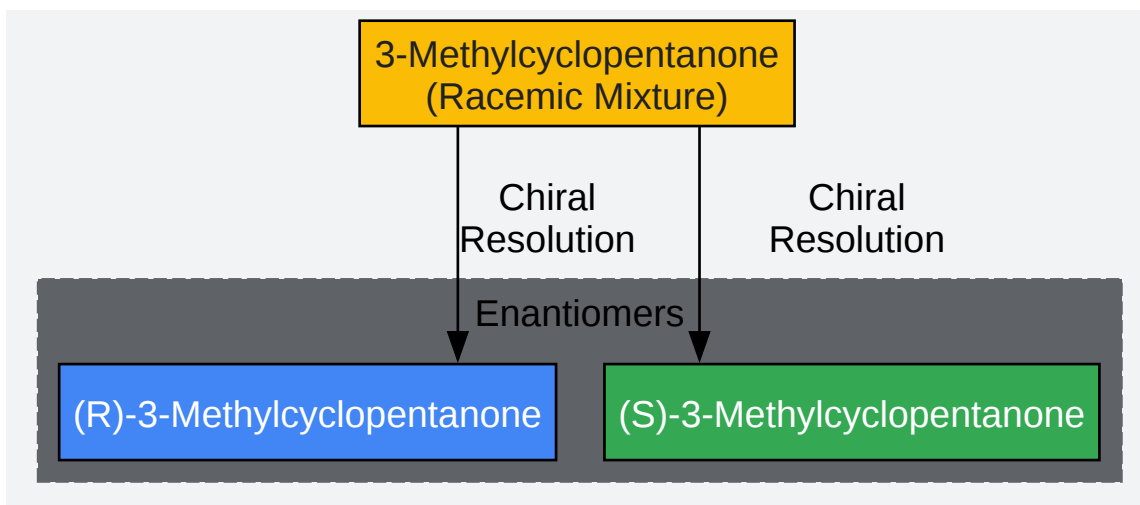 3-Methylcyclopentanone
(Racemic Mixture)
Chiral
Resolution
Chiral
Resolution
Enantiomers
(R)-3-Methylcyclopentanone
(S)-3-Methylcyclopentanone